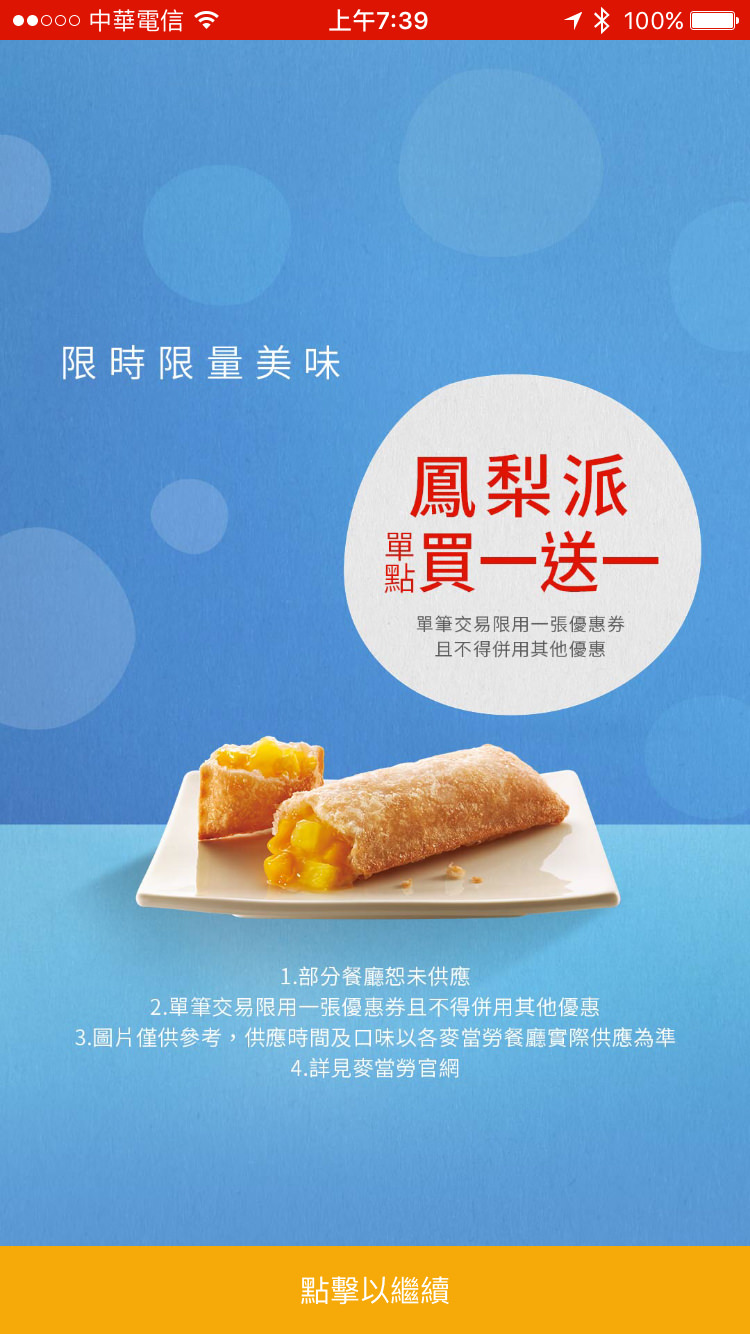 中華電信 上午7:39 100%
限時限量美味
鳳梨派
單點買一送一
單筆交易限用一張優惠券
且不得併用其他優惠
1.部分餐廳恕未供應
2.單筆交易限用一張優惠券且不得併用其他優惠
3.圖片僅供參考，供應時間及口味以各麥當勞餐廳實際供應為準
4.詳見麥當勞官網
點擊以繼續